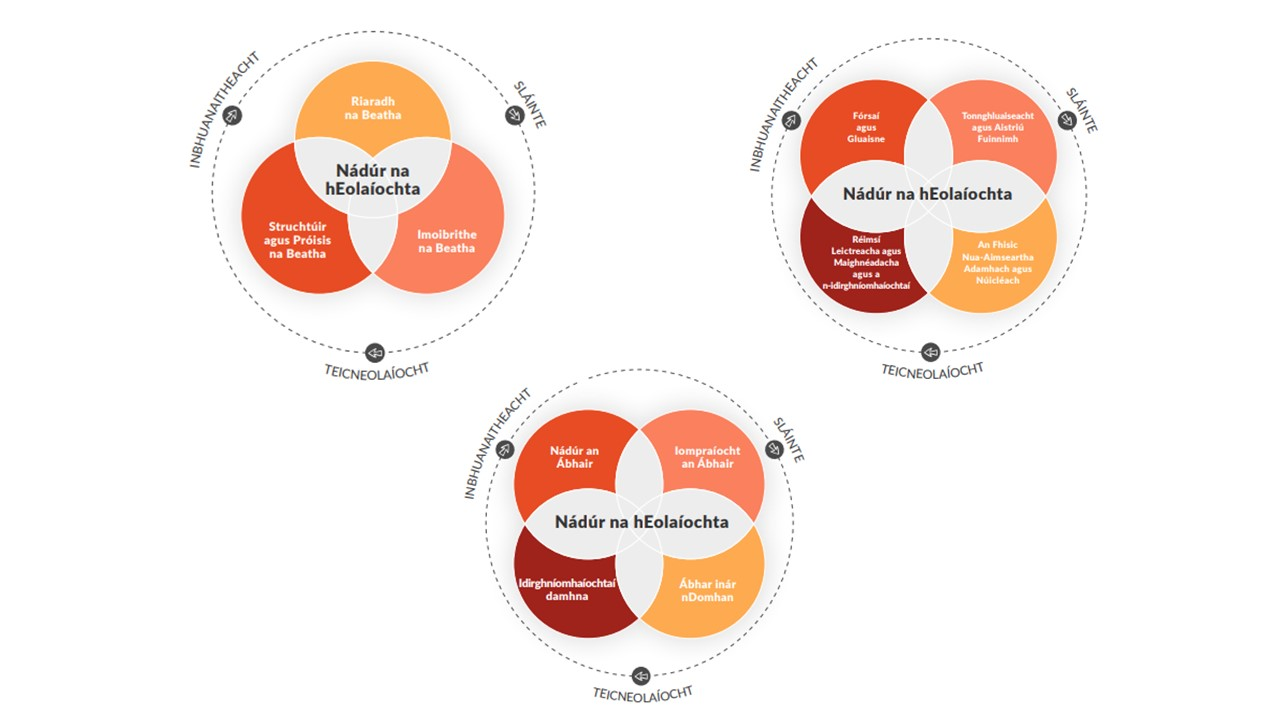 INBHUANAITHEACHT
SLÁINTE
Riaradh
na Beatha
Nádúr na
hEolaíochta
Struchtúir
agus Próisis
na Beatha
Imoibrithe
na Beatha
TEICNEOLAÍOCHT
INBHUANAITHEACHT
SLÁINTE
Fórsaí
agus
Gluaisne
Tonnghluaiseacht
agus Aistriú
Fuinnimh
Nádúr na hEolaíochta
Réimsí
Leictreacha agus
Maighnéadacha
agus a
n-idirghníomhaíochtaí
An Fhisic
Nua-Aimseartha
Adamhach agus
Núicléach
TEICNEOLAÍOCHT
INBHUANAITHEACHT
SLÁINTE
Nádúr an
Ábhair
Iompraíocht
an Ábhair
Nádúr na hEolaíochta
Idirghníomhaíochtaí
damhna
Ábhar inár
nDomhan
TEICNEOLAÍOCHT